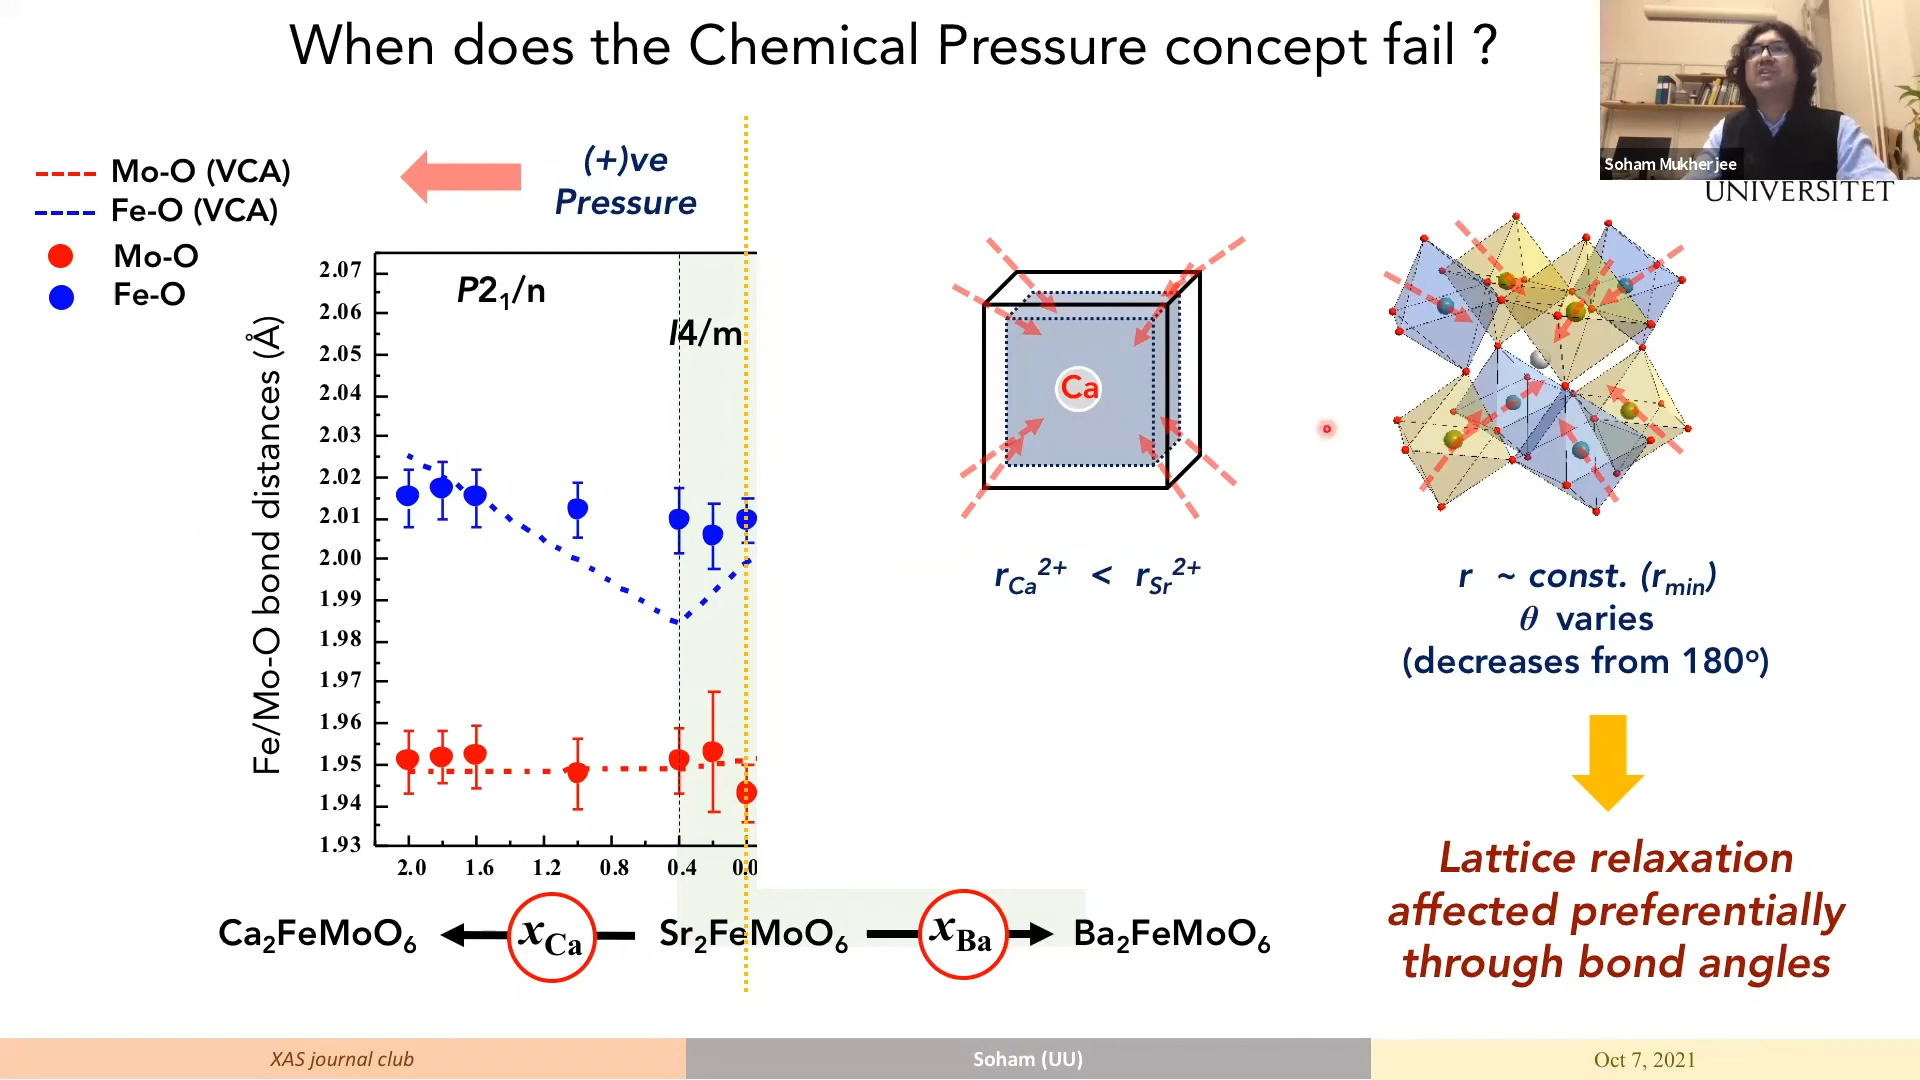 When does the Chemical Pressure concept fail ?
Soham Mukherjee
UNIVERSITET
Mo-O (VCA)
Fe-O (VCA)
Mo-O
Fe-O
(+)ve
Pressure
Fe/Mo-O bond distances (Å)
2.07
2.06
2.05
2.04
2.03
2.02
2.01
2.00
1.99
1.98
1.97
1.96
1.95
1.94
1.93
P2₁/n
I4/m
2.0 1.6 1.2 0.8 0.4 0.0
Ca₂FeMoO₆ x_Ca Sr₂FeMoO₆ x_Ba Ba₂FeMoO₆
Ca
r_Ca²⁺ < r_Sr²⁺
r ~ const. (r_min)
θ varies
(decreases from 180º)
Lattice relaxation
affected preferentially
through bond angles
XAS journal club
Soham (UU)
Oct 7, 2021